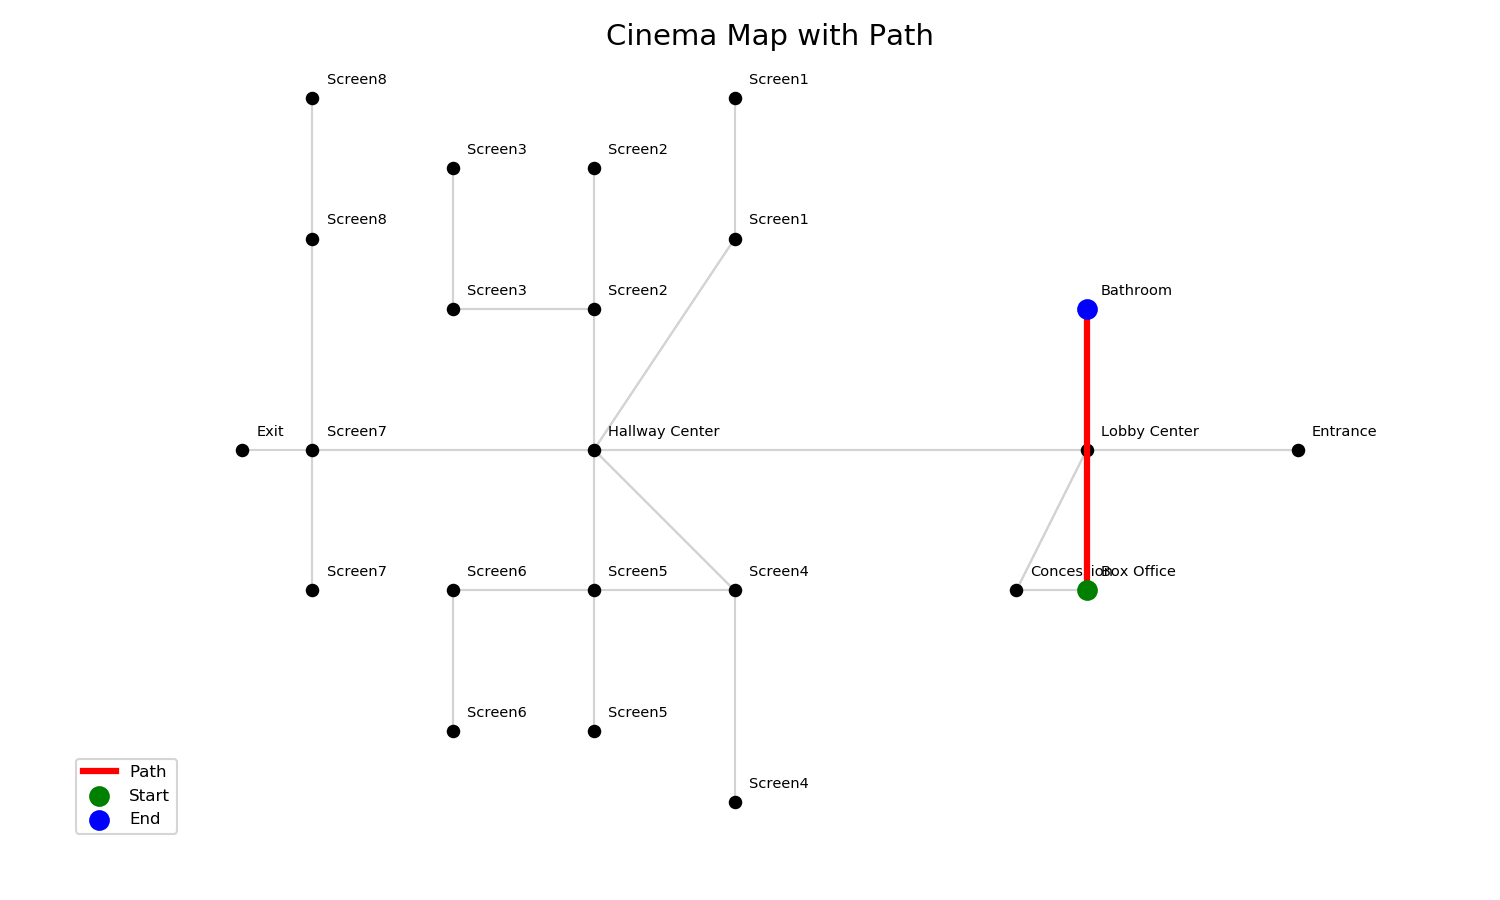 Cinema Map with Path
Screen8
Screen1
Screen3
Screen2
Screen8
Screen1
Screen3
Screen2
Bathroom
Exit
Screen7
Hallway Center
Lobby Center
Entrance
Screen7
Screen6
Screen5
Screen4
Concession
Box Office
Screen6
Screen5
Screen4
Path
Start
End